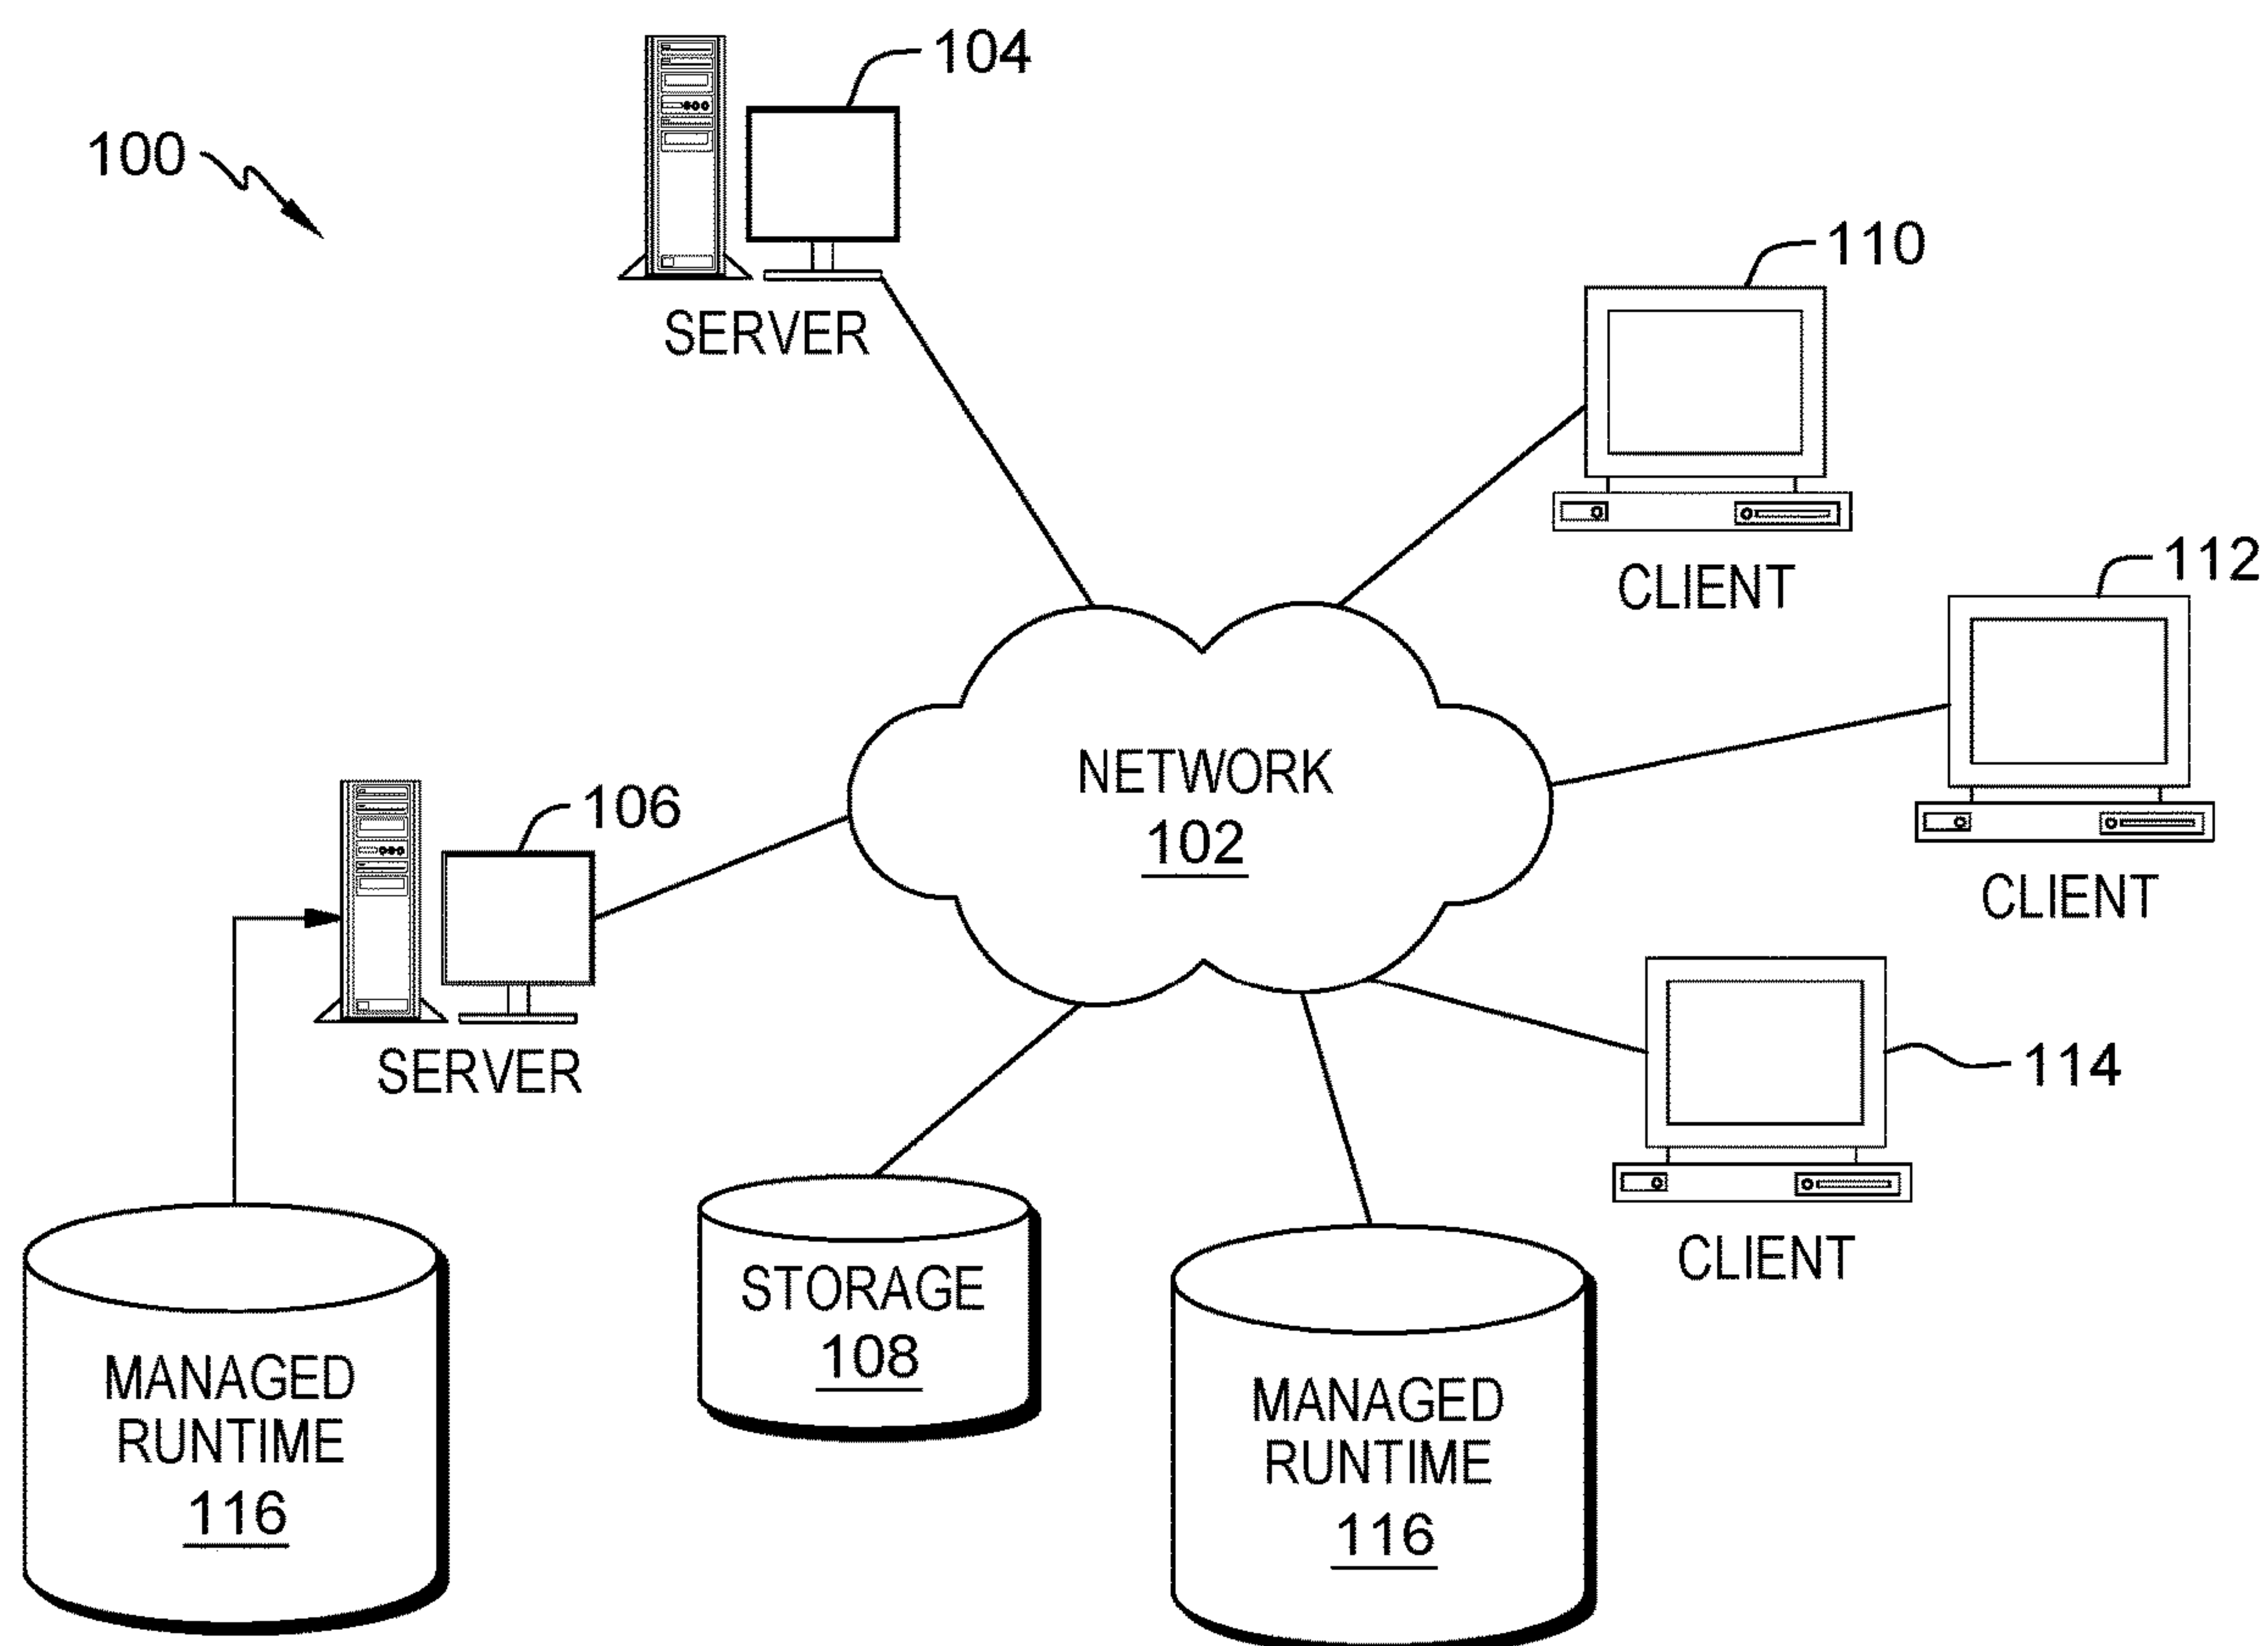 104
100
SERVER
110
CLIENT
112
CLIENT
NETWORK
102
106
SERVER
114
CLIENT
STORAGE
108
MANAGED
RUNTIME
116
MANAGED
RUNTIME
116